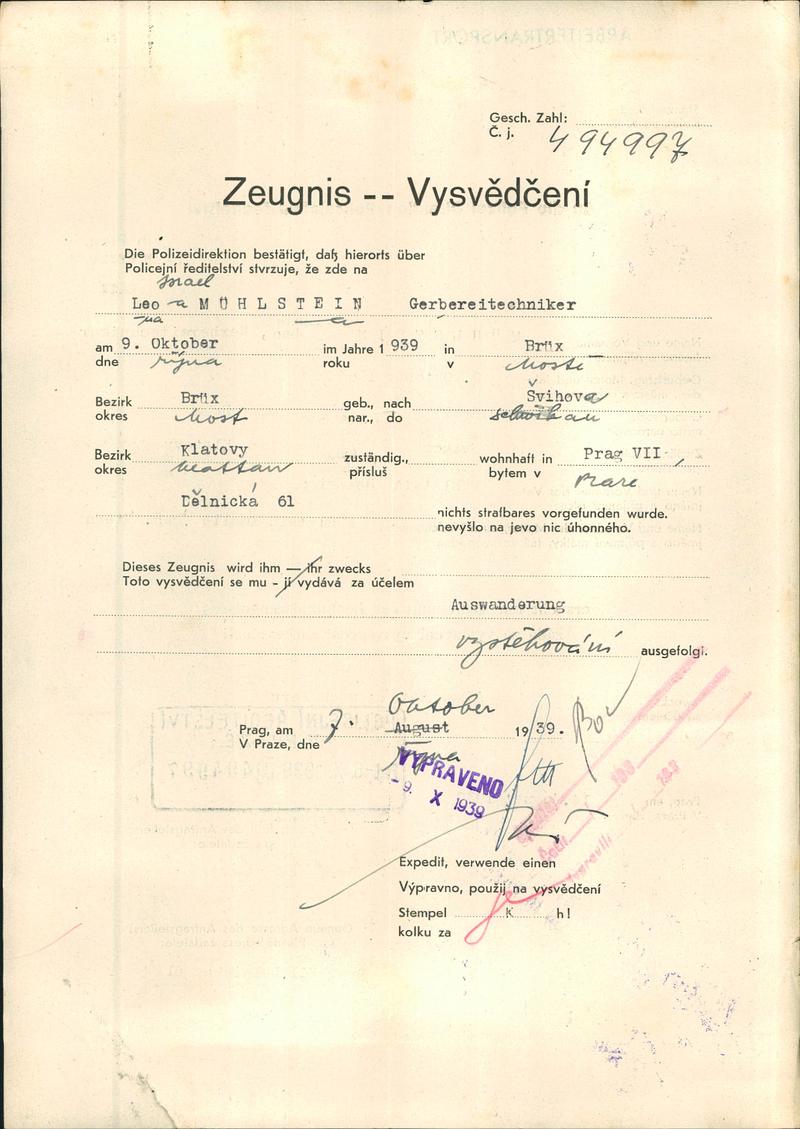 Gesch. Zahl:
Č. j. 494997
Zeugnis -- Vysvědčení
Die Polizeidirektion bestätigt, daß hierorts über
Policejní ředitelství stvrzuje, že zde na
Israel
Leo - a MÜHLSTEIN Gerbereitechniker
-na a
am 9. Oktober im Jahre 1939 in Brüx
dne října roku v Mostě
Bezirk Brüx geb., nach Švihova
okres Most nar., do
Bezirk Klatovy zuständig., wohnhaft in Prag VII,
okres přísluš bytem v Praze
Dělnická 61
nichts strafbares vorgefunden wurde.
nevyšlo na jevo nic úhonného.
Dieses Zeugnis wird ihm — ihr zwecks
Toto vysvědčení se mu - jí vydává za účelem
Auswanderung
vystěhování ausgefolgt.
Oktober
Prag, am 7. August 1939.
V Praze, dne října
VYPRAVENO
-9. X 1939
Expedit, verwende einen
Výpravno, použij na vysvědčení
Stempel K h!
kolku za